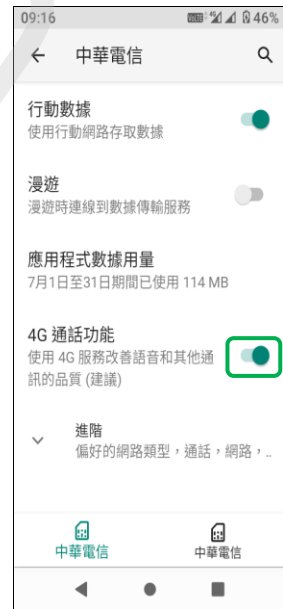 09:16 46%
中華電信
行動數據
使用行動網路存取數據
漫遊
漫遊時連線到數據傳輸服務
應用程式數據用量
7月1日至31日期間已使用 114 MB
4G 通話功能
使用 4G 服務改善語音和其他通
訊的品質 (建議)
進階
偏好的網路類型，通話，網路，..
中華電信 中華電信